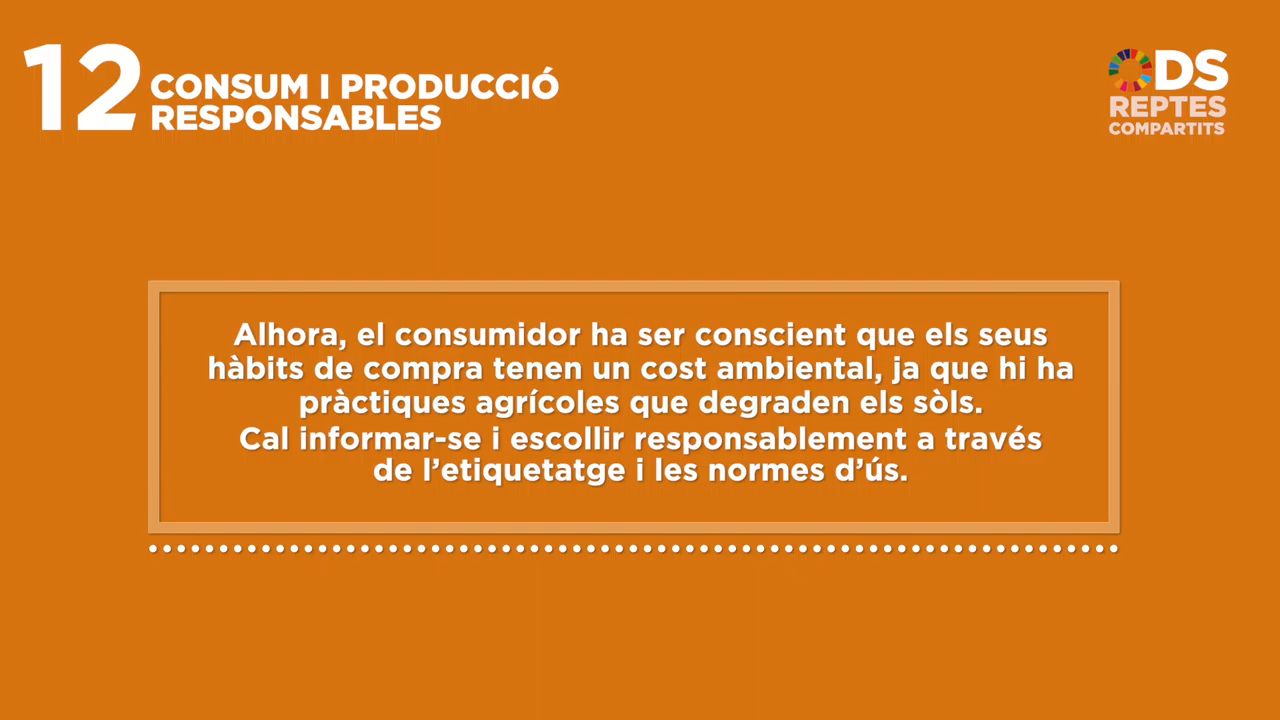 12 CONSUM I PRODUCCIÓ
RESPONSABLES
ODS
REPTES
COMPARTITS
Alhora, el consumidor ha ser conscient que els seus
hàbits de compra tenen un cost ambiental, ja que hi ha
pràctiques agrícoles que degraden els sòls.
Cal informar-se i escollir responsablement a través
de l’etiquetatge i les normes d’ús.